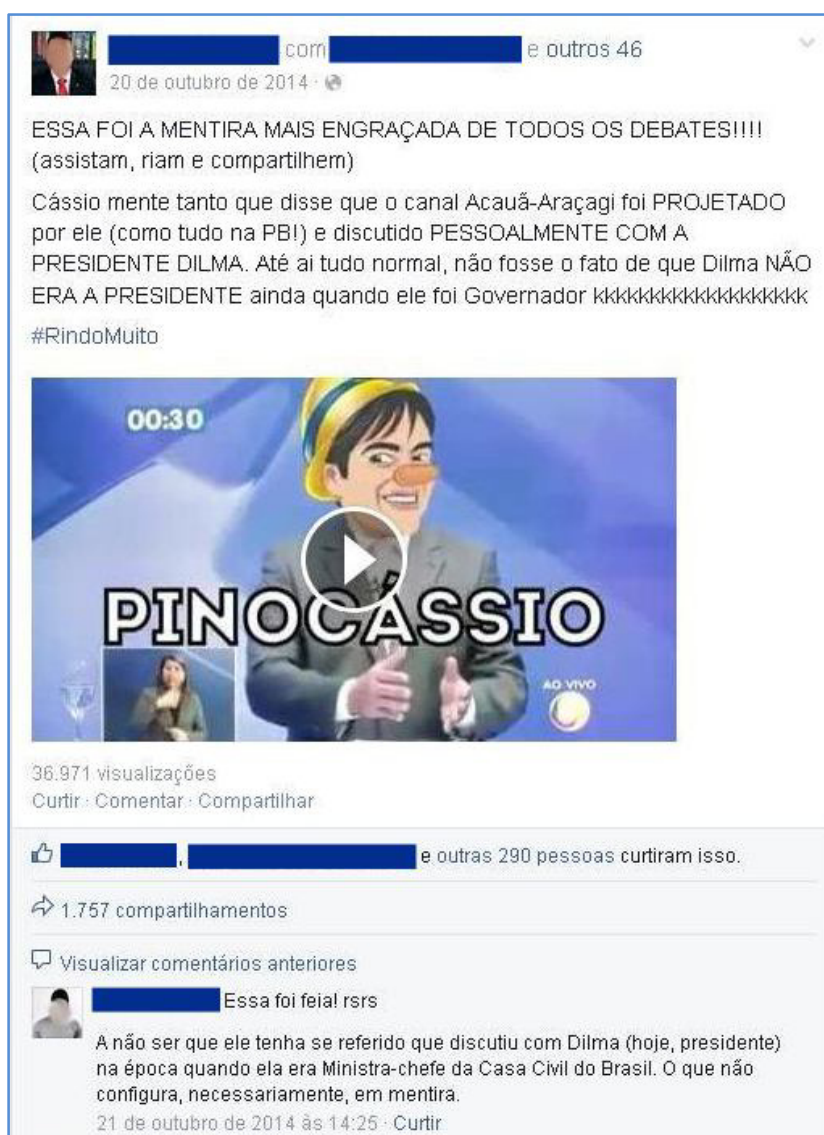 com e outros 46
20 de outubro de 2014 ·
ESSA FOI A MENTIRA MAIS ENGRAÇADA DE TODOS OS DEBATES!!!!
(assistam, riam e compartilhem)
Cássio mente tanto que disse que o canal Acauã-Araçagi foi PROJETADO
por ele (como tudo na PB!) e discutido PESSOALMENTE COM A
PRESIDENTE DILMA. Até ai tudo normal, não fosse o fato de que Dilma NÃO
ERA A PRESIDENTE ainda quando ele foi Governador kkkkkkkkkkkkkkkkkkk
#RindoMuito
00:30
PINOCÁSSIO
AO VIVO
36.971 visualizações
Curtir · Comentar · Compartilhar
, e outras 290 pessoas curtiram isso.
1.757 compartilhamentos
Visualizar comentários anteriores
Essa foi feia! rsrs
A não ser que ele tenha se referido que discutiu com Dilma (hoje, presidente)
na época quando ela era Ministra-chefe da Casa Civil do Brasil. O que não
configura, necessariamente, em mentira.
21 de outubro de 2014 às 14:25 · Curtir